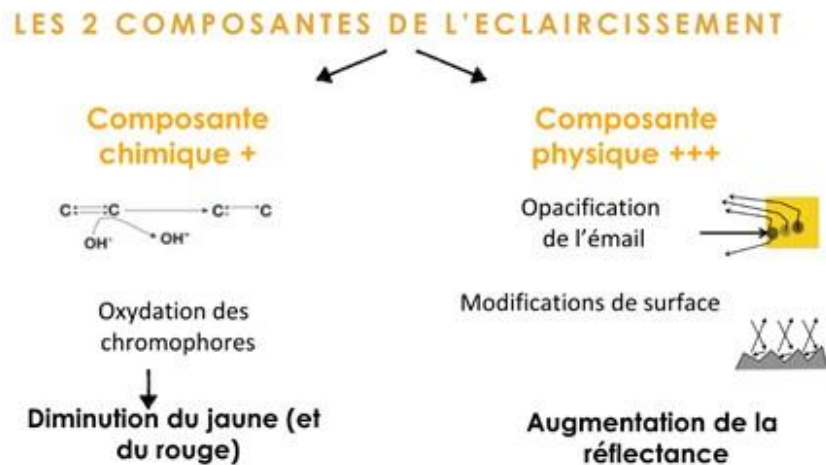 LES 2 COMPOSANTES DE L'ECLAIRCISSEMENT
Composante
chimique +
C C C C
OH• OH•
Oxydation des
chromophores
Diminution du jaune (et
du rouge)
Composante
physique +++
Opacification
de l'émail
Modifications de surface
Augmentation de la
réflectance